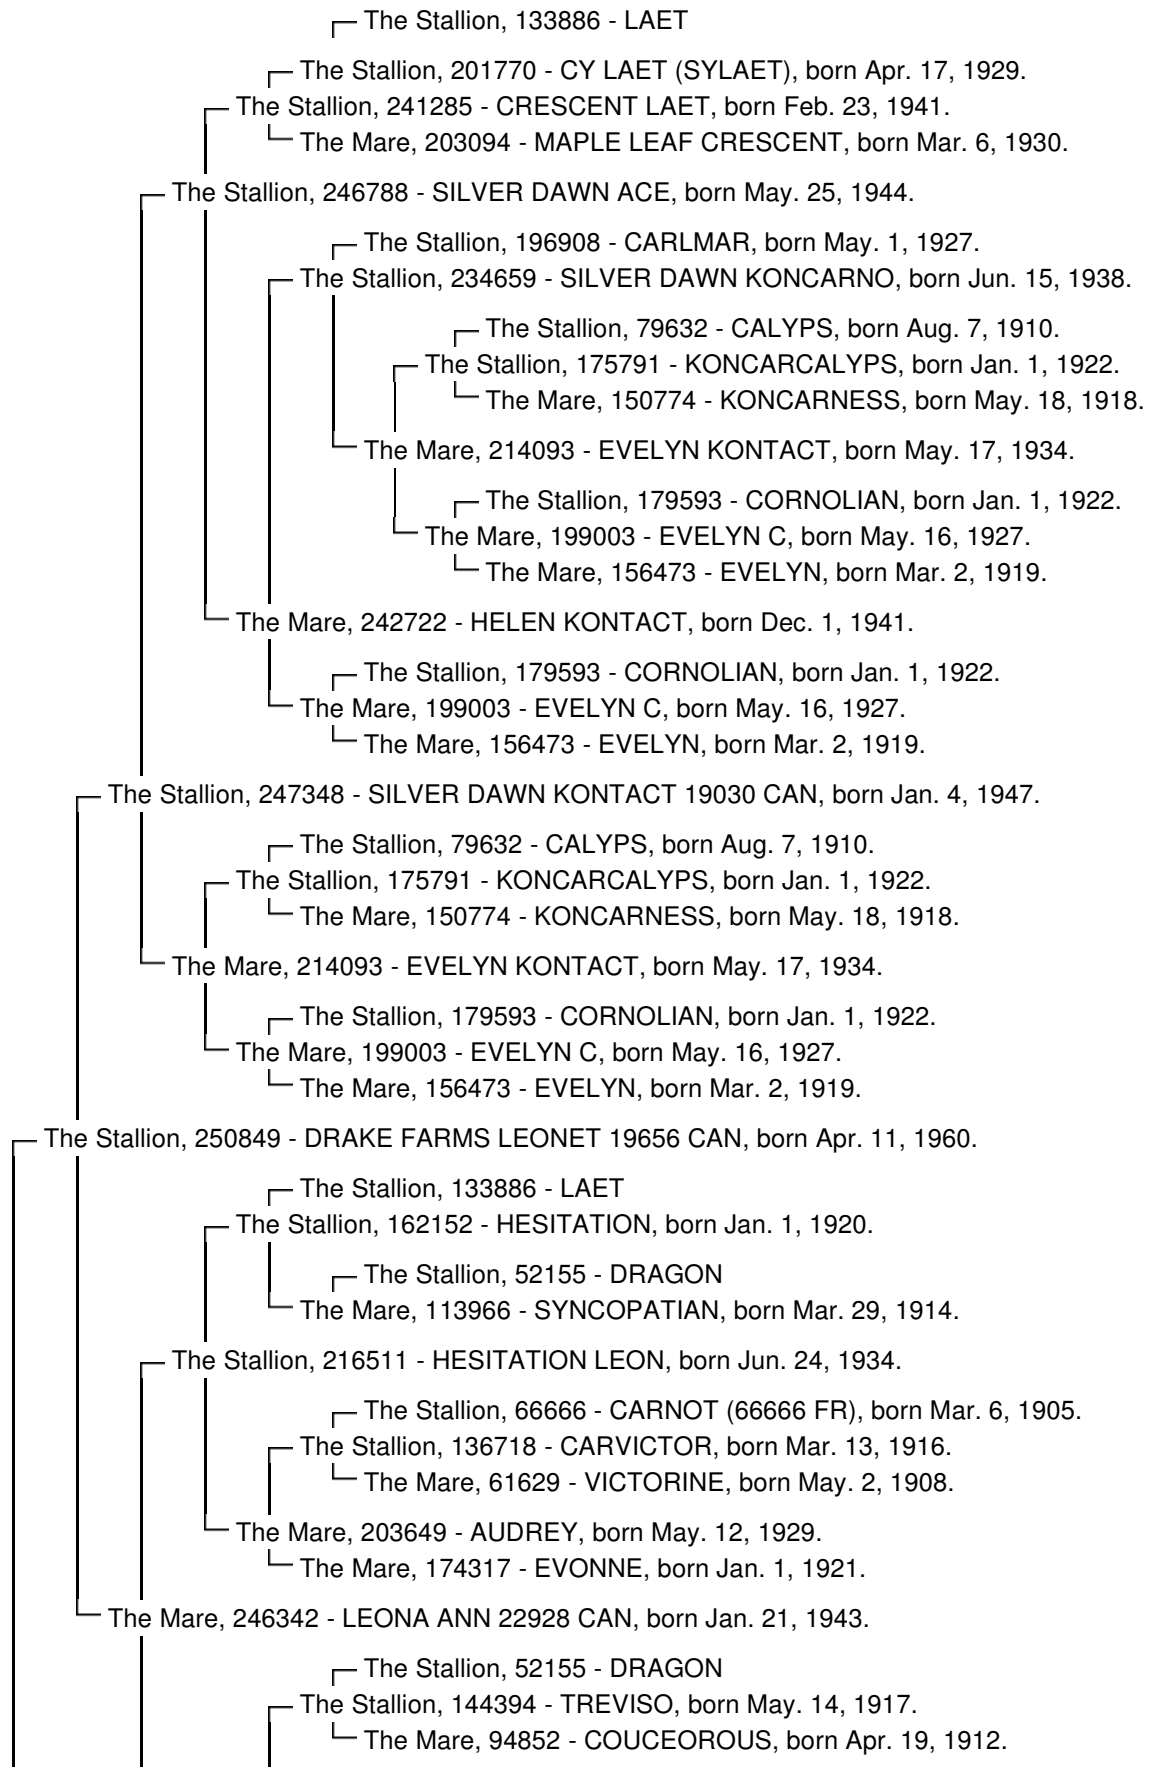 The Stallion, 133886 - LAET
The Stallion, 201770 - CY LAET (SYLAET), born Apr. 17, 1929.
The Stallion, 241285 - CRESCENT LAET, born Feb. 23, 1941.
The Mare, 203094 - MAPLE LEAF CRESCENT, born Mar. 6, 1930.
The Stallion, 246788 - SILVER DAWN ACE, born May. 25, 1944.
The Stallion, 196908 - CARLMAR, born May. 1, 1927.
The Stallion, 234659 - SILVER DAWN KONCARNO, born Jun. 15, 1938.
The Stallion, 79632 - CALYPS, born Aug. 7, 1910.
The Stallion, 175791 - KONCARCALYPS, born Jan. 1, 1922.
The Mare, 150774 - KONCARNESS, born May. 18, 1918.
The Mare, 214093 - EVELYN KONTACT, born May. 17, 1934.
The Stallion, 179593 - CORNOLIAN, born Jan. 1, 1922.
The Mare, 199003 - EVELYN C, born May. 16, 1927.
The Mare, 156473 - EVELYN, born Mar. 2, 1919.
The Mare, 242722 - HELEN KONTACT, born Dec. 1, 1941.
The Stallion, 179593 - CORNOLIAN, born Jan. 1, 1922.
The Mare, 199003 - EVELYN C, born May. 16, 1927.
The Mare, 156473 - EVELYN, born Mar. 2, 1919.
The Stallion, 247348 - SILVER DAWN KONTACT 19030 CAN, born Jan. 4, 1947.
The Stallion, 79632 - CALYPS, born Aug. 7, 1910.
The Stallion, 175791 - KONCARCALYPS, born Jan. 1, 1922.
The Mare, 150774 - KONCARNESS, born May. 18, 1918.
The Mare, 214093 - EVELYN KONTACT, born May. 17, 1934.
The Stallion, 179593 - CORNOLIAN, born Jan. 1, 1922.
The Mare, 199003 - EVELYN C, born May. 16, 1927.
The Mare, 156473 - EVELYN, born Mar. 2, 1919.
The Stallion, 250849 - DRAKE FARMS LEONET 19656 CAN, born Apr. 11, 1960.
The Stallion, 133886 - LAET
The Stallion, 162152 - HESITATION, born Jan. 1, 1920.
The Stallion, 52155 - DRAGON
The Mare, 113966 - SYNCOPATIAN, born Mar. 29, 1914.
The Stallion, 216511 - HESITATION LEON, born Jun. 24, 1934.
The Stallion, 66666 - CARNOT (66666 FR), born Mar. 6, 1905.
The Stallion, 136718 - CARVICTOR, born Mar. 13, 1916.
The Mare, 61629 - VICTORINE, born May. 2, 1908.
The Mare, 203649 - AUDREY, born May. 12, 1929.
The Mare, 174317 - EVONNE, born Jan. 1, 1921.
The Mare, 246342 - LEONA ANN 22928 CAN, born Jan. 21, 1943.
The Stallion, 52155 - DRAGON
The Stallion, 144394 - TREVISO, born May. 14, 1917.
The Mare, 94852 - COUCEOROUS, born Apr. 19, 1912.